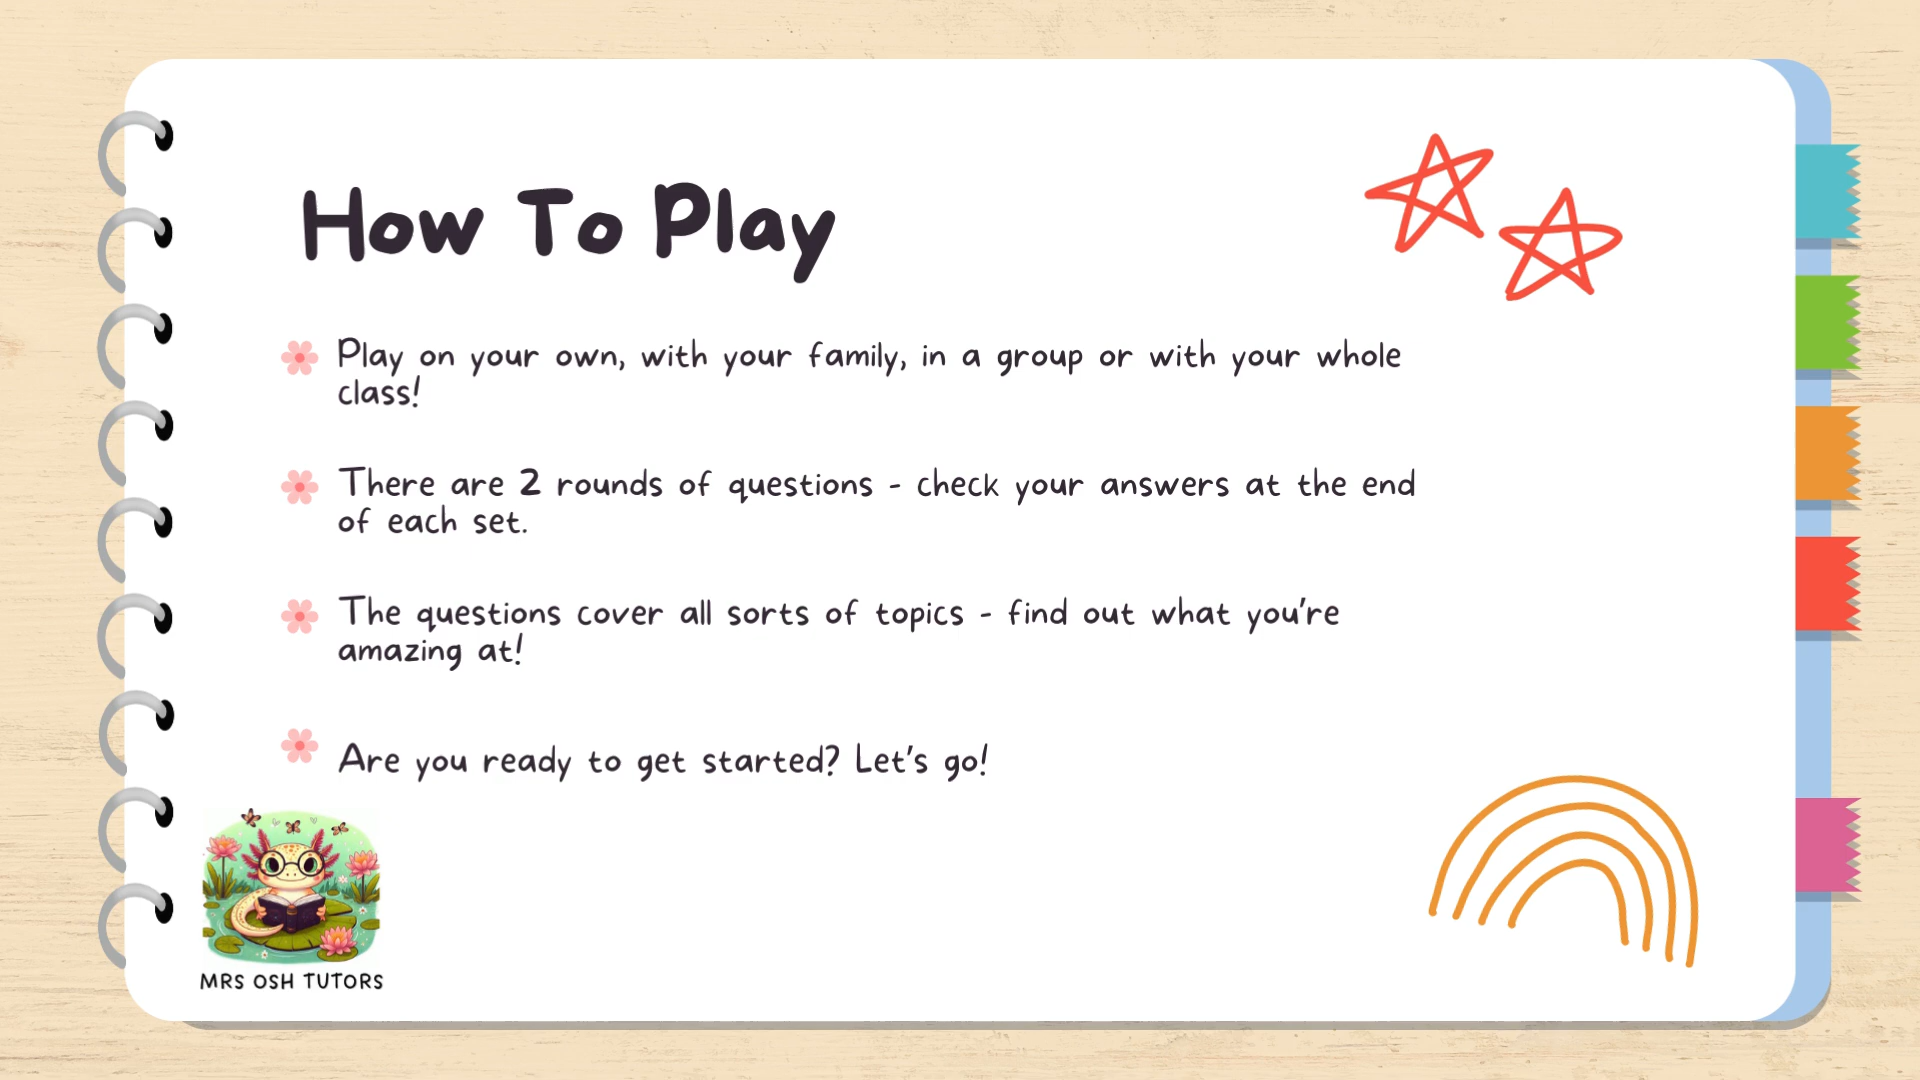 How To Play
Play on your own, with your family, in a group or with your whole
class!
There are 2 rounds of questions - check your answers at the end
of each set.
The questions cover all sorts of topics - find out what you're
amazing at!
Are you ready to get started? Let's go!
MRS OSH TUTORS